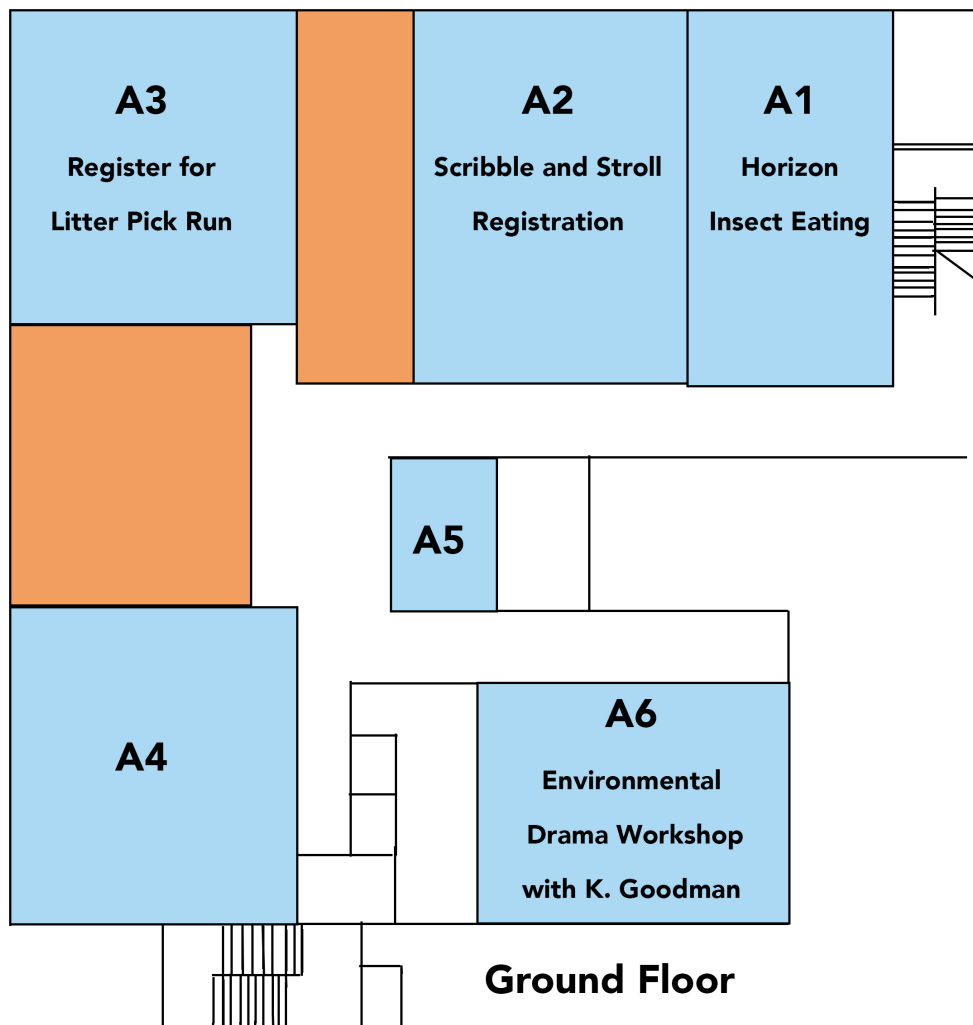 A3
Register for
Litter Pick Run
A2
Scribble and Stroll
Registration
A1
Horizon
Insect Eating
A5
A4
A6
Environmental
Drama Workshop
with K. Goodman
Ground Floor